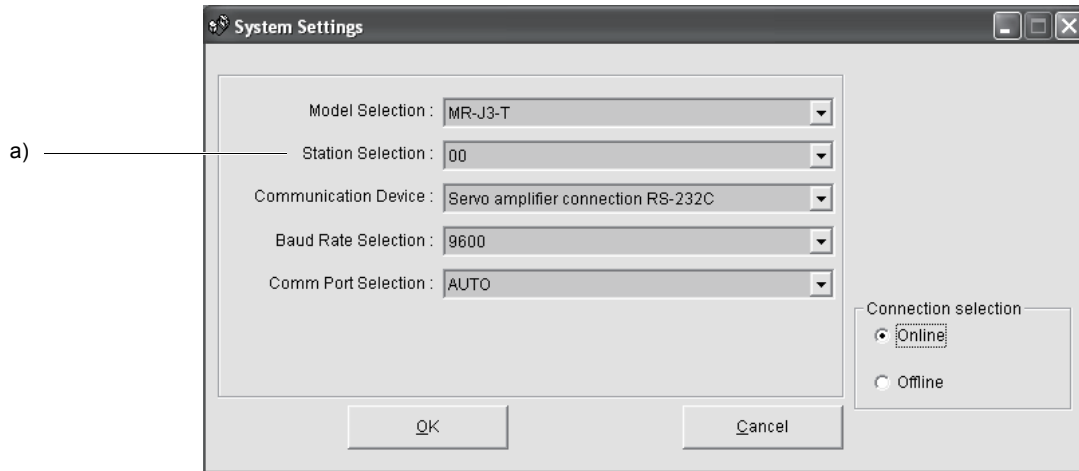 System Settings
Model Selection : MR-J3-T
a) Station Selection : 00
Communication Device : Servo amplifier connection RS-232C
Baud Rate Selection : 9600
Comm Port Selection : AUTO
Connection selection
Online
Offline
OK Cancel